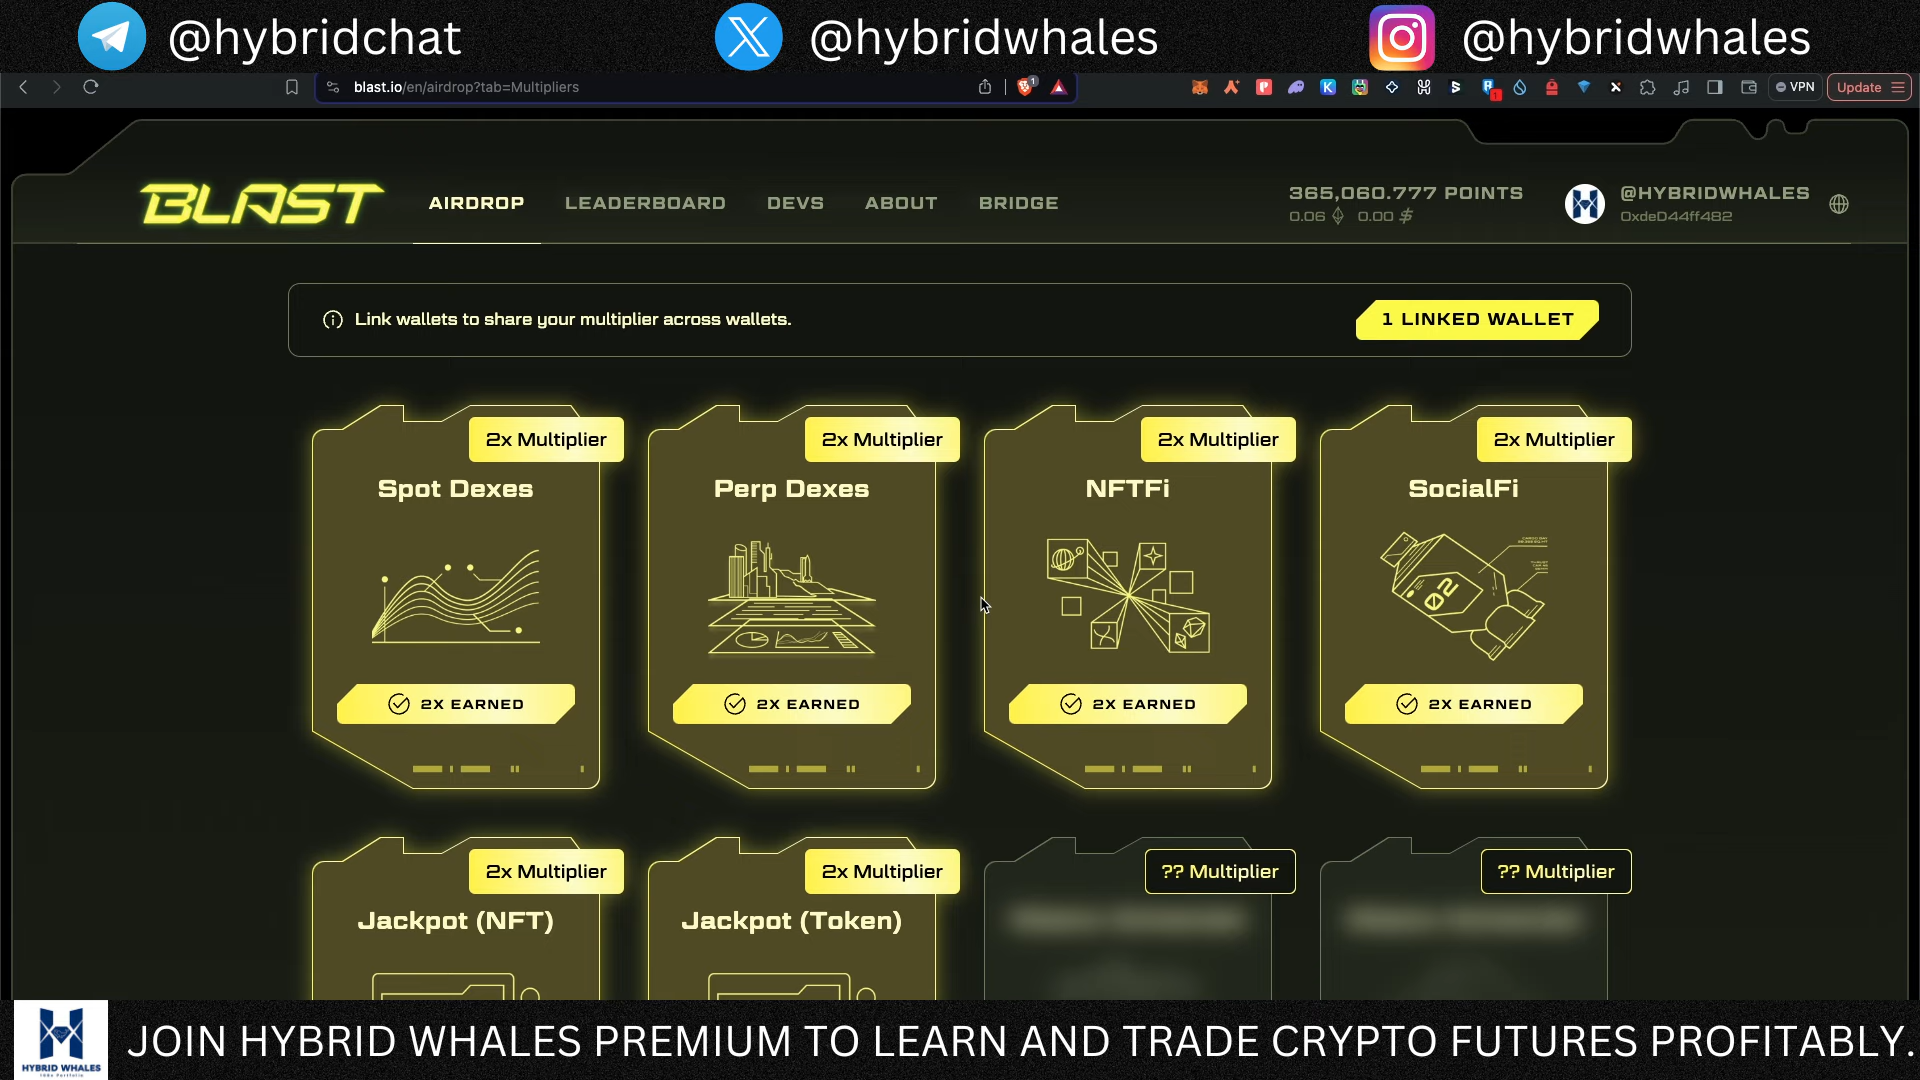 @hybridchat
@hybridwhales
@hybridwhales
blast.io/en/airdrop?tab=Multipliers
1
1
VPN
Update
BLAST
AIRDROP
LEADERBOARD
DEVS
ABOUT
BRIDGE
365,060.777 POINTS
0.06
0.00
@HYBRIDWHALES
0xdeD44ff482
Link wallets to share your multiplier across wallets.
1 LINKED WALLET
2x Multiplier
2x Multiplier
2x Multiplier
2x Multiplier
Spot Dexes
Perp Dexes
NFTFi
SocialFi
:02
2X EARNED
2X EARNED
2X EARNED
2X EARNED
2x Multiplier
2x Multiplier
?? Multiplier
?? Multiplier
Jackpot (NFT)
Jackpot (Token)
HYBRID WHALES
JOIN HYBRID WHALES PREMIUM TO LEARN AND TRADE CRYPTO FUTURES PROFITABLY.